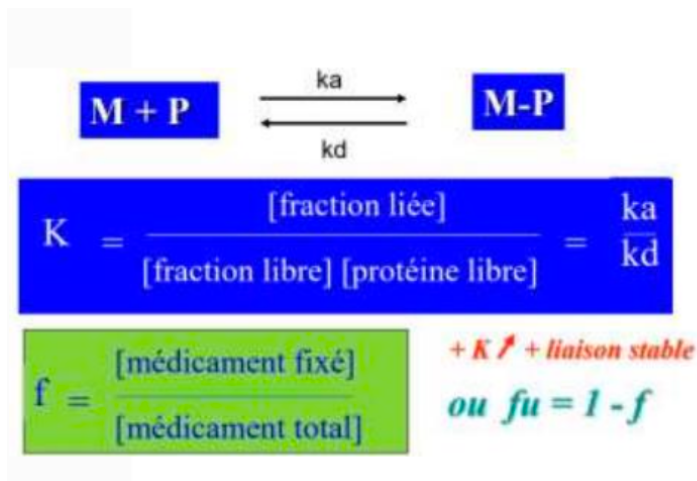 ka
M + P
M-P
kd
[fraction liée]
K = = ka
[fraction libre] [protéine libre] kd
[médicament fixé]
f =
[médicament total]
+ K ↗ + liaison stable
ou fu = 1 - f